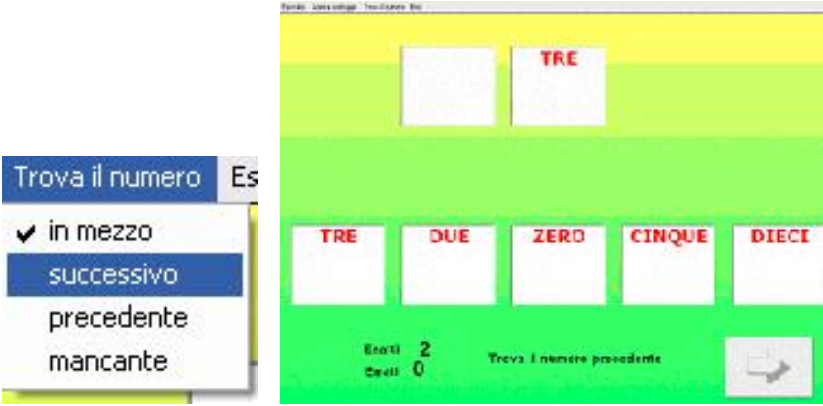 Trova il numero
in mezzo
successivo
precedente
mancante
TRE
TRE
DUE
ZERO
CINQUE
DIECI
2
0
Trova il numero precedente